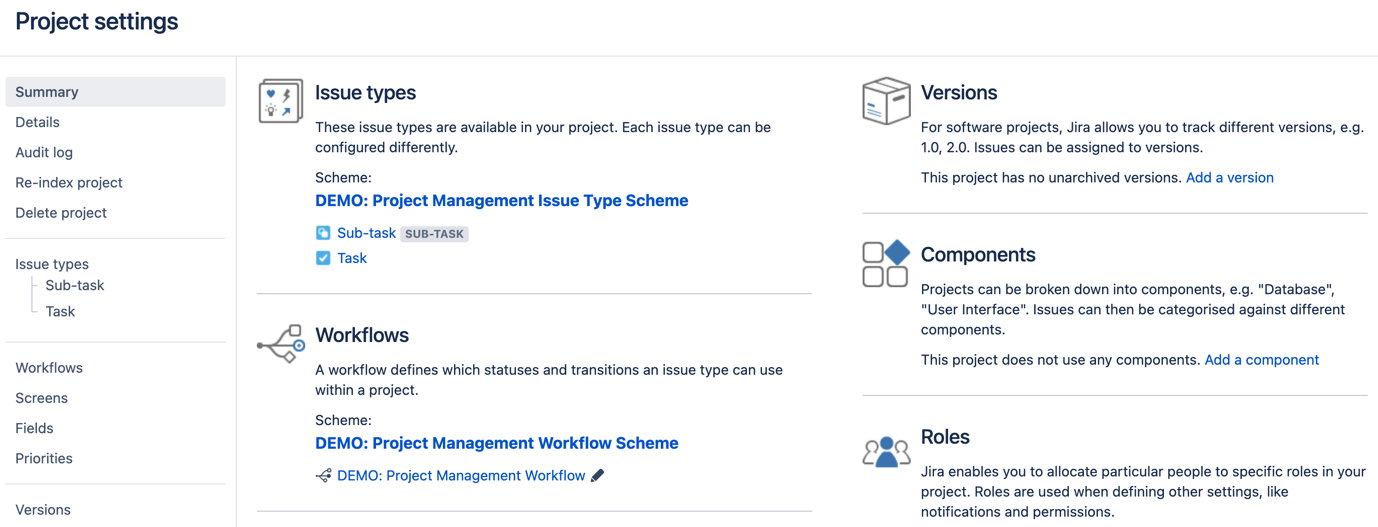 Project settings
Summary
Details
Audit log
Re-index project
Delete project
Issue types
Sub-task
Task
Workflows
Screens
Fields
Priorities
Versions
Issue types
These issue types are available in your project. Each issue type can be
configured differently.
Scheme:
DEMO: Project Management Issue Type Scheme
Sub-task SUB-TASK
Task
Workflows
A workflow defines which statuses and transitions an issue type can use
within a project.
Scheme:
DEMO: Project Management Workflow Scheme
DEMO: Project Management Workflow
Versions
For software projects, Jira allows you to track different versions, e.g.
1.0, 2.0. Issues can be assigned to versions.
This project has no unarchived versions. Add a version
Components
Projects can be broken down into components, e.g. "Database",
"User Interface". Issues can then be categorised against different
components.
This project does not use any components. Add a component
Roles
Jira enables you to allocate particular people to specific roles in your
project. Roles are used when defining other settings, like
notifications and permissions.